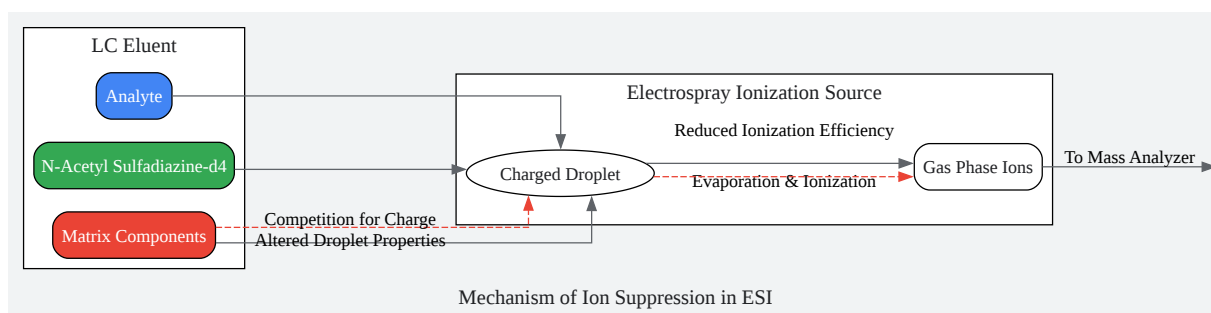 LC Eluent
Analyte
N-Acetyl Sulfadiazine-d4
Matrix Components
Competition for Charge
Altered Droplet Properties
Electrospray Ionization Source
Reduced Ionization Efficiency
Charged Droplet
Evaporation & Ionization
Gas Phase Ions
To Mass Analyzer
Mechanism of Ion Suppression in ESI